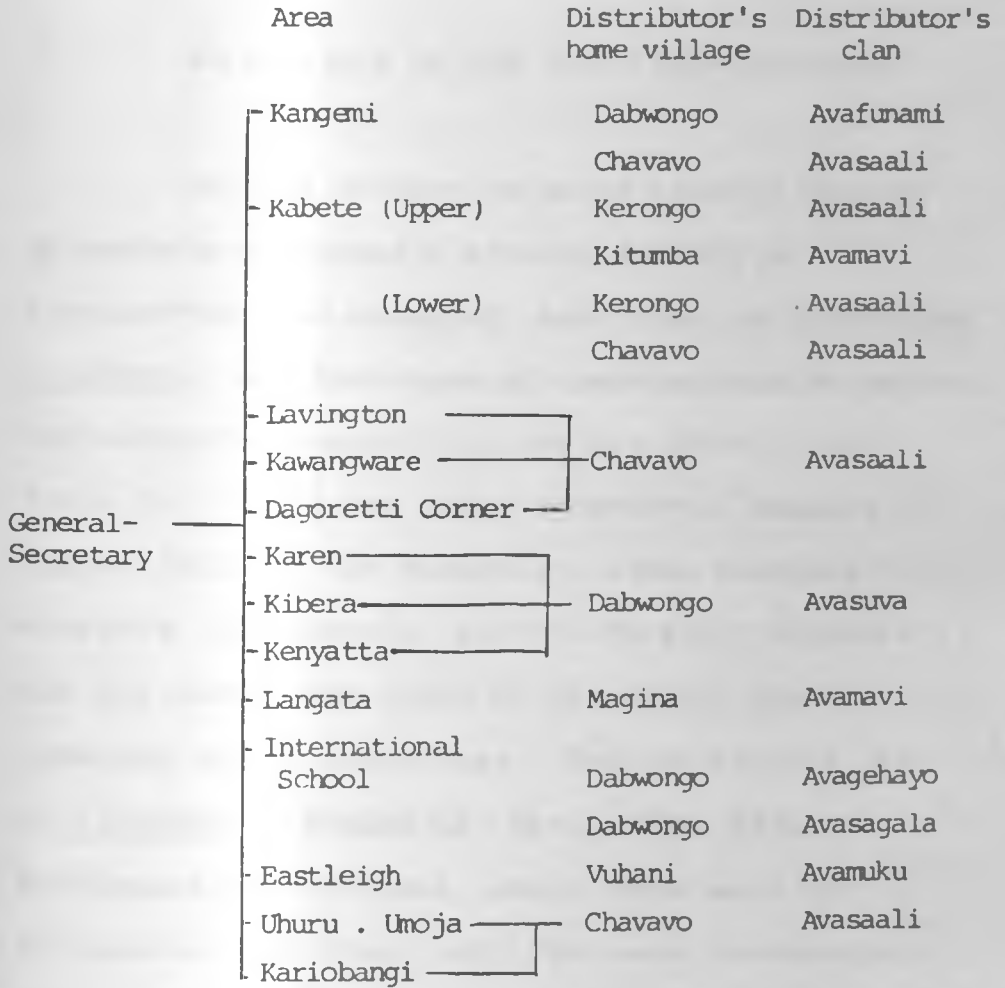 Area Distributor's Distributor's
home village clan
Kangemi Dabwongo Avafunami
Chavavo Avasaali
Kabete (Upper) Kerongo Avasaali
Kitumba Avamavi
(Lower) Kerongo Avasaali
Chavavo Avasaali
Lavington
Kawangware Chavavo Avasaali
Dagoretti Corner
General-
Secretary
Karen
Kibera Dabwongo Avasuva
Kenyatta
Langata Magina Avamavi
International
School Dabwongo Avagehayo
Dabwongo Avasagala
Eastleigh Vuhani Avamuku
Uhuru . Umoja Chavavo Avasaali
Kariobangi